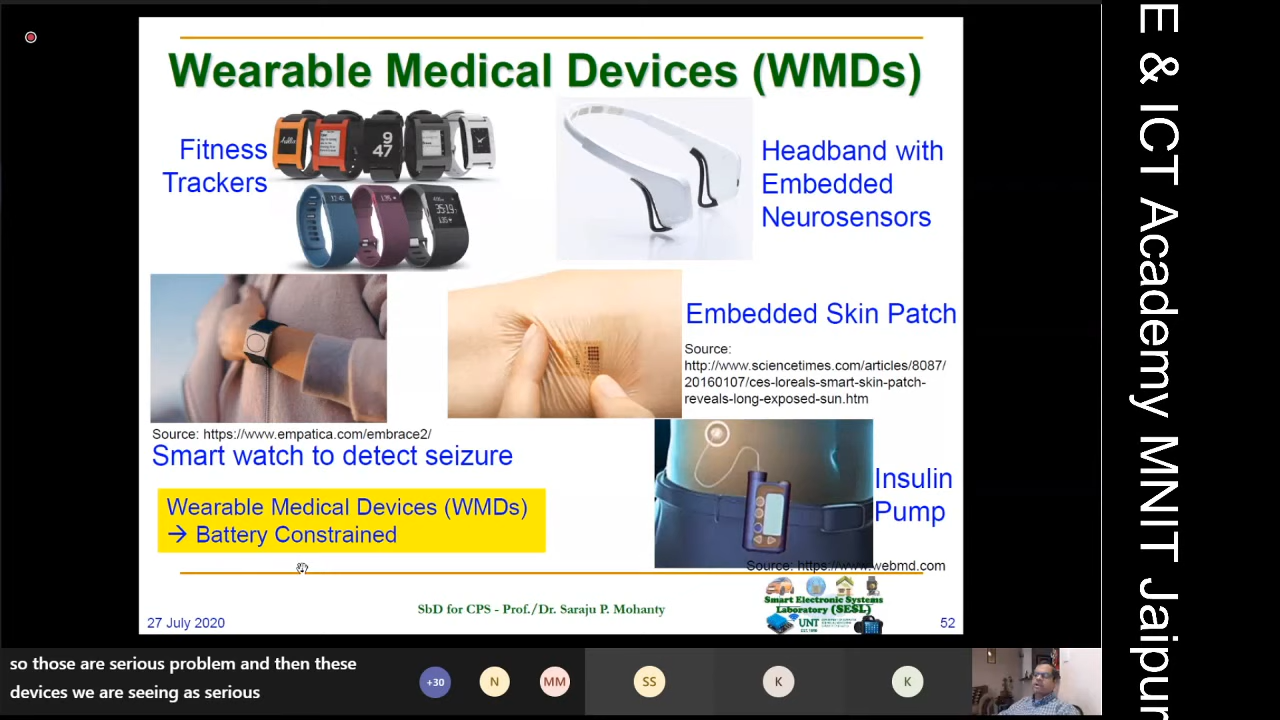 Wearable Medical Devices (WMDs)
Fitness
Trackers
hello
9
47
Headband with
Embedded
Neurosensors
Embedded Skin Patch
Source:
http://www.sciencetimes.com/articles/8087/
20160107/ces-loreals-smart-skin-patch-
reveals-long-exposed-sun.htm
Source: https://www.empatica.com/embrace2/
Smart watch to detect seizure
Insulin
Pump
Wearable Medical Devices (WMDs)
→ Battery Constrained
Source: https://www.webmd.com
Smart Electronic Systems
Laboratory (SESL)
UNT
SbD for CPS - Prof./Dr. Saraju P. Mohanty
27 July 2020
52
so those are serious problem and then these
devices we are seeing as serious
+30
N
MM
SS
K
K
E & ICT Academy MNIT Jaipur